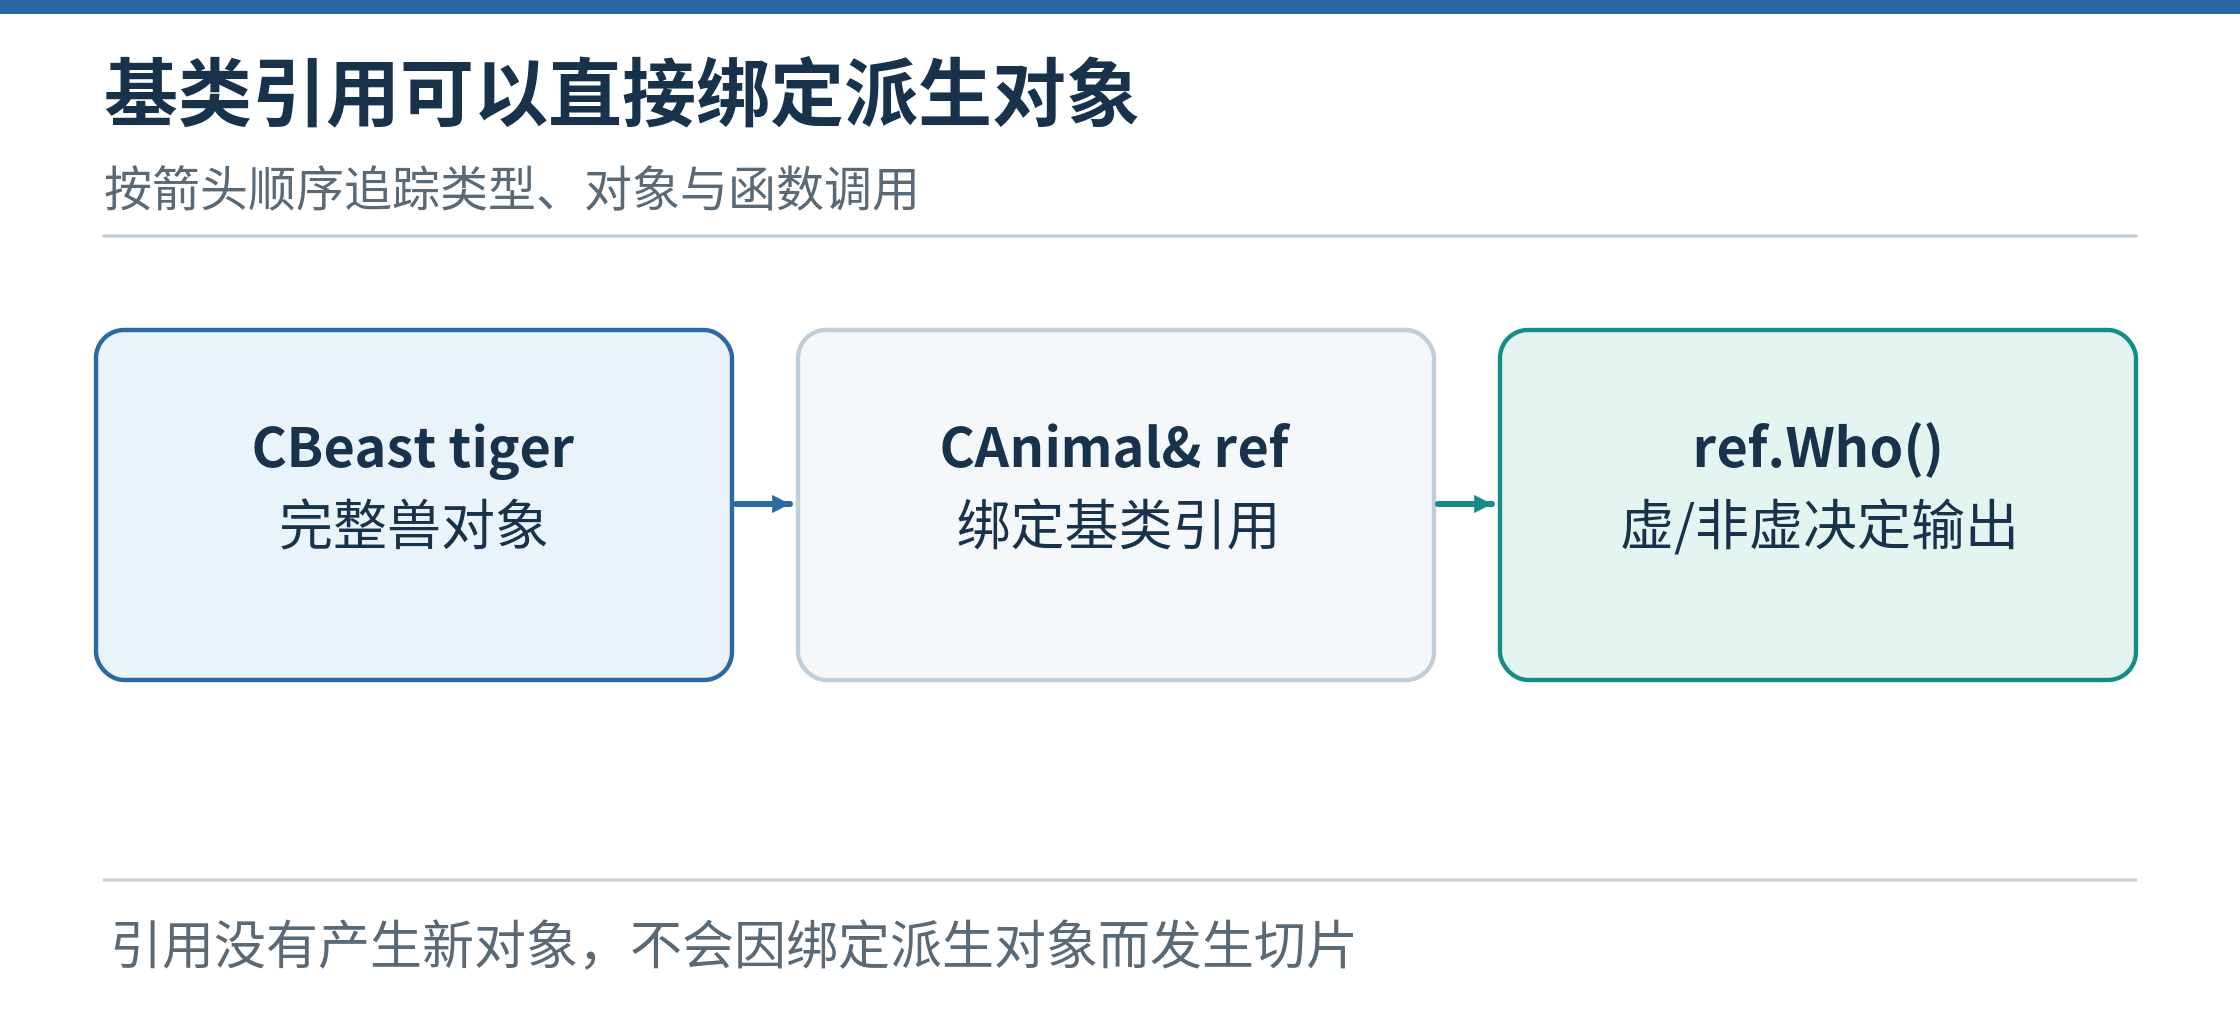 基类引用可以直接绑定派生对象
按箭头顺序追踪类型、对象与函数调用
CBeast tiger
完整兽对象
CAnimal& ref
绑定基类引用
ref.Who()
虚/非虚决定输出
引用没有产生新对象，不会因绑定派生对象而发生切片